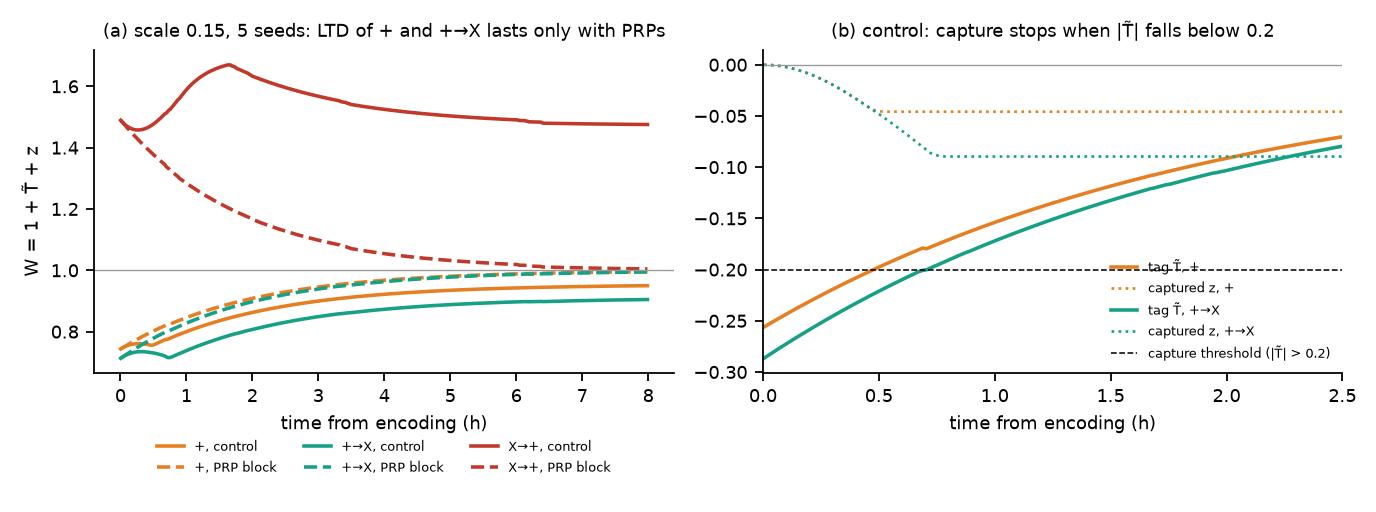 (a) scale 0.15, 5 seeds: LTD of + and +→X lasts only with PRPs
W = 1 + T̃ + z
1.6
1.4
1.2
1.0
0.8
0
1
2
3
4
5
6
7
8
time from encoding (h)
+, control
+→X, control
X→+, control
+, PRP block
+→X, PRP block
X→+, PRP block
(b) control: capture stops when |T̃| falls below 0.2
0.00
−0.05
−0.10
−0.15
−0.20
−0.25
−0.30
tag T̃, +
captured z, +
tag T̃, +→X
captured z, +→X
capture threshold (|T̃| > 0.2)
0.0
0.5
1.0
1.5
2.0
2.5
time from encoding (h)